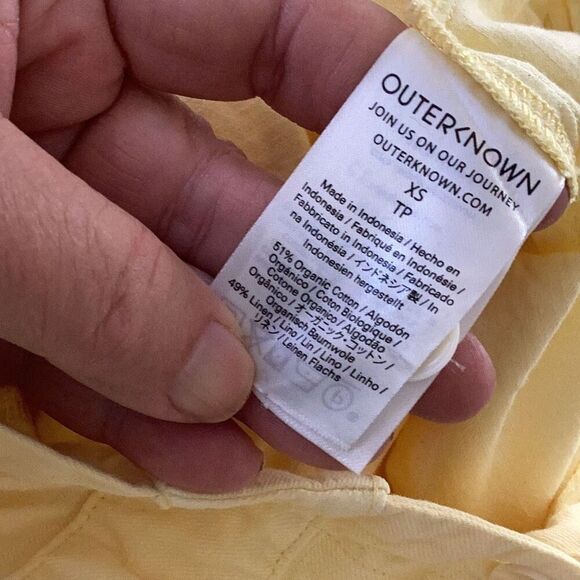 OUTERKNOWN
JOIN US ON OUR JOURNEY
OUTERKNOWN.COM
XS
TP
Made in Indonesia / Hecho en
Indonesia / Fabriqué en Indonésie /
Fabbricato in Indonesia / Fabricado
na Indonésia / インドネシア製 / In
Indonesien hergestellt
51% Organic Cotton / Algodón
Orgánico / Coton Biologique /
Cotone Organico / Algodão
Orgânico / オーガニック・コットン /
Organisch Baumwolle
49% Linen / Lino / Lin / Lino / Linho /
リネン / Leinen Flachs